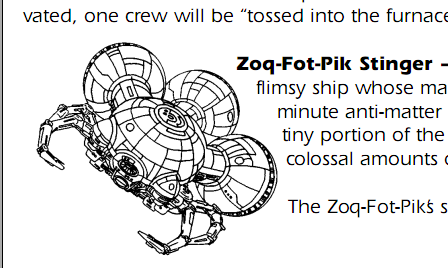 vated, one crew will be “tossed into the furnace
Zoq-Fot-Pik Stinger –
flimsy ship whose ma
minute anti-matter
tiny portion of the
colossal amounts
The Zoq-Fot-Pik's s